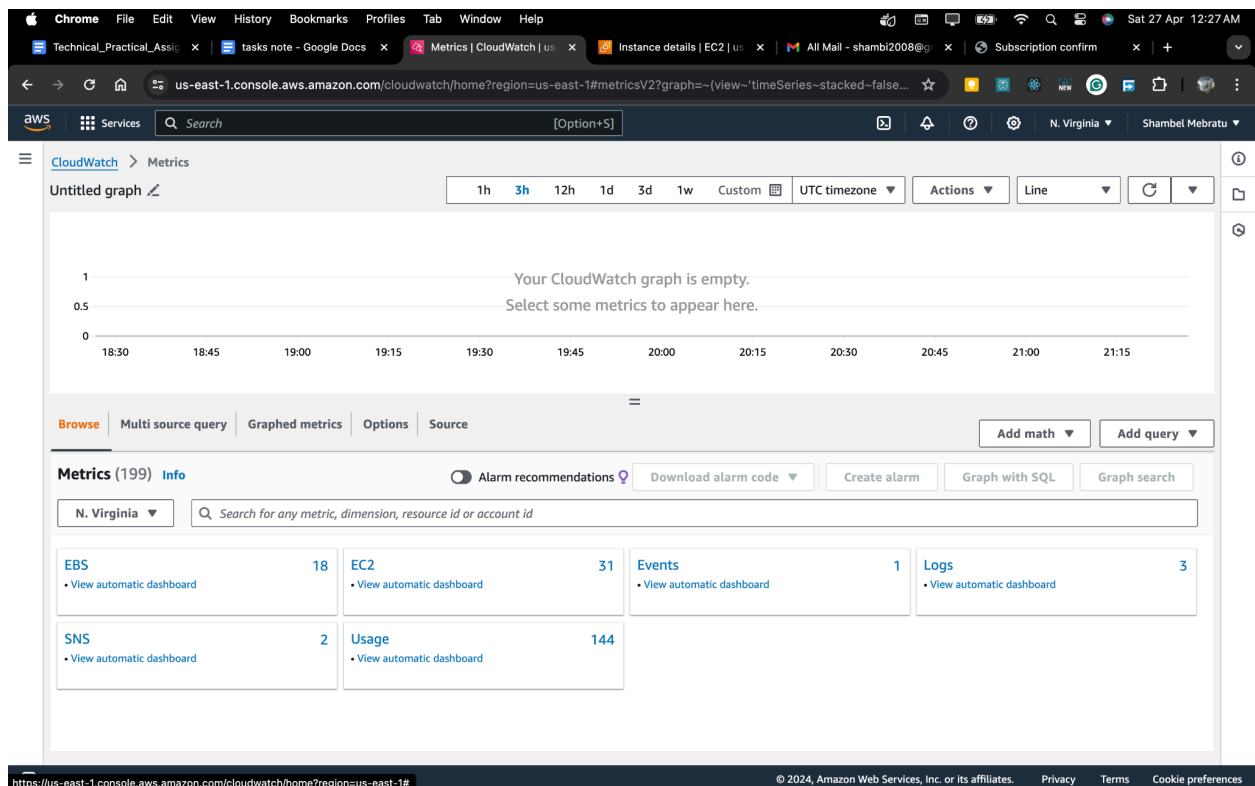 Chrome File Edit View History Bookmarks Profiles Tab Window Help Sat 27 Apr 12:27 AM
Technical_Practical_Assig tasks note - Google Docs Metrics | CloudWatch | us Instance details | EC2 | us All Mail - shambi2008@g Subscription confirm
us-east-1.console.aws.amazon.com/cloudwatch/home?region=us-east-1#metricsV2?graph=~(view~'timeSeries~stacked~false... NEW
aws Services Search [Option+S] N. Virginia Shambel Mebratu
CloudWatch > Metrics
Untitled graph 1h 3h 12h 1d 3d 1w Custom UTC timezone Actions Line
1
Your CloudWatch graph is empty.
0.5
Select some metrics to appear here.
0
18:30 18:45 19:00 19:15 19:30 19:45 20:00 20:15 20:30 20:45 21:00 21:15
Browse Multi source query Graphed metrics Options Source Add math Add query
Metrics (199) Info Alarm recommendations Download alarm code Create alarm Graph with SQL Graph search
N. Virginia Search for any metric, dimension, resource id or account id
EBS 18 EC2 31 Events 1 Logs 3
• View automatic dashboard • View automatic dashboard • View automatic dashboard • View automatic dashboard
SNS 2 Usage 144
• View automatic dashboard • View automatic dashboard
https://us-east-1.console.aws.amazon.com/cloudwatch/home?region=us-east-1# © 2024, Amazon Web Services, Inc. or its affiliates. Privacy Terms Cookie preferences